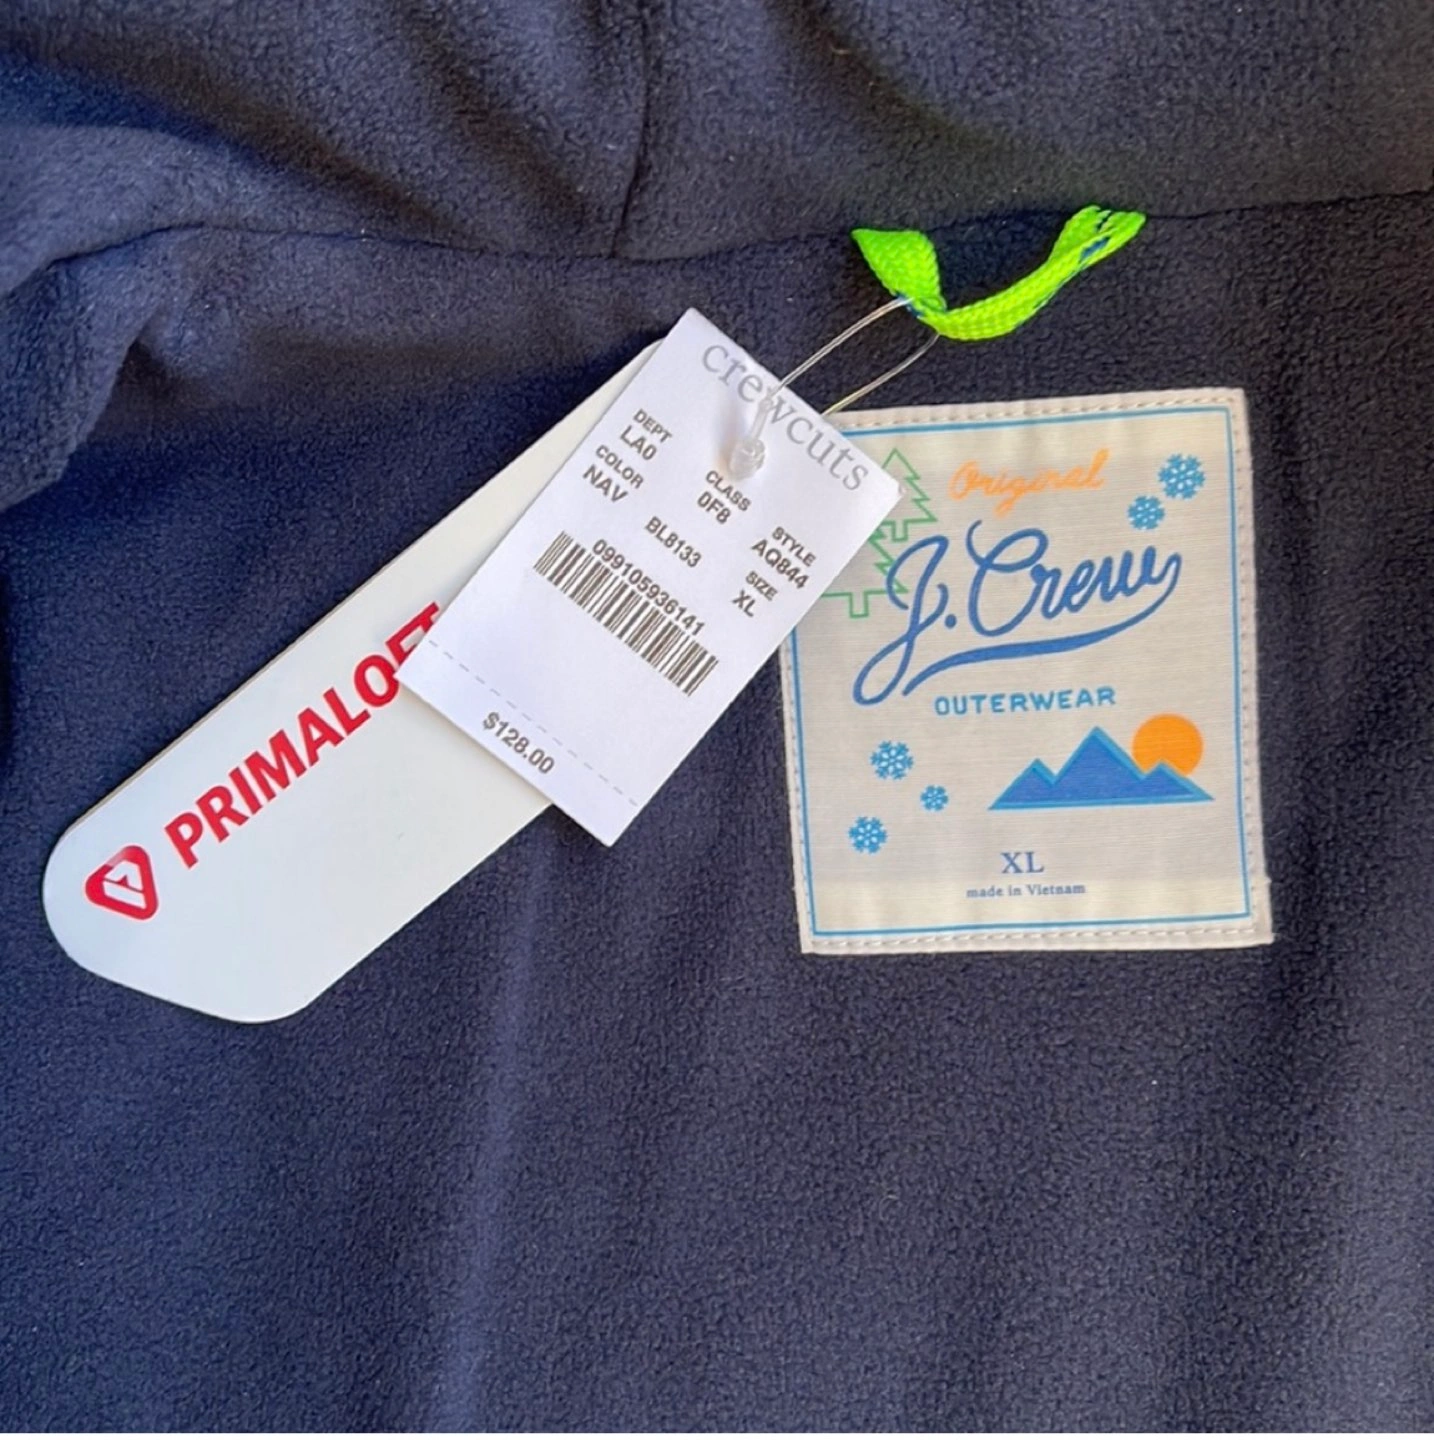 crewcuts
DEPT
LA0
CLASS
0F8
STYLE
AQ844
COLOR
NAV
BL8133
SIZE
XL
099105936141
$128.00
PRIMALOFT
Original
J.Crew
OUTERWEAR
XL
made in Vietnam